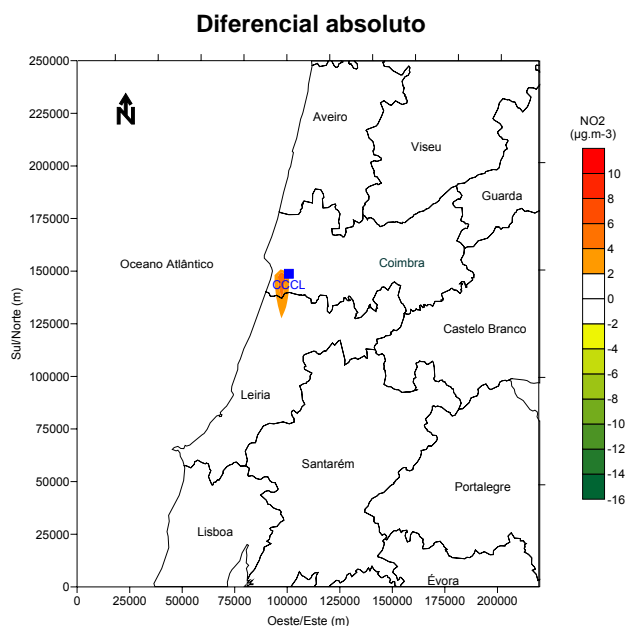 Diferencial absoluto
250000
225000
200000
175000
150000
125000
100000
75000
50000
25000
0
Sul/Norte (m)
N
Aveiro
Viseu
Guarda
Oceano Atlântico
Coimbra
CCCL
Castelo Branco
Leiria
Santarém
Portalegre
Lisboa
Évora
0
25000
50000
75000
100000
125000
150000
175000
200000
Oeste/Este (m)
NO2
(µg.m-3)
10
8
6
4
2
0
-2
-4
-6
-8
-10
-12
-14
-16